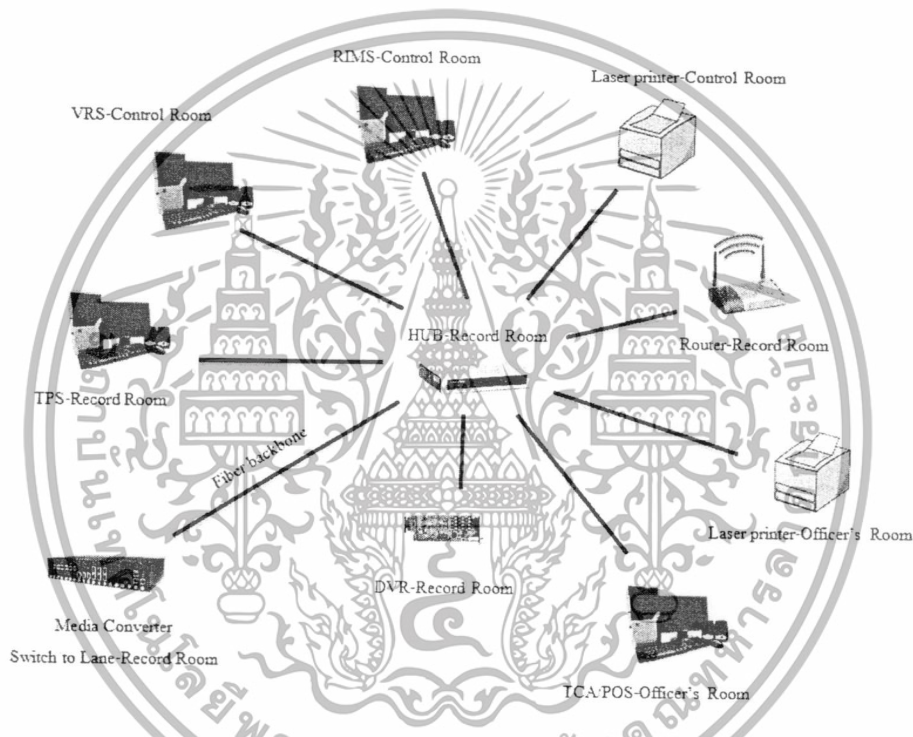 RIMS-Control Room
Laser printer-Control Room
VRS-Control Room
HUB-Record Room
Router-Record Room
TPS-Record Room
Fiber backbone
Laser printer-Officer's Room
DVR-Record Room
Media Converter
Switch to Lane-Record Room
TCA/POS-Officer's Room